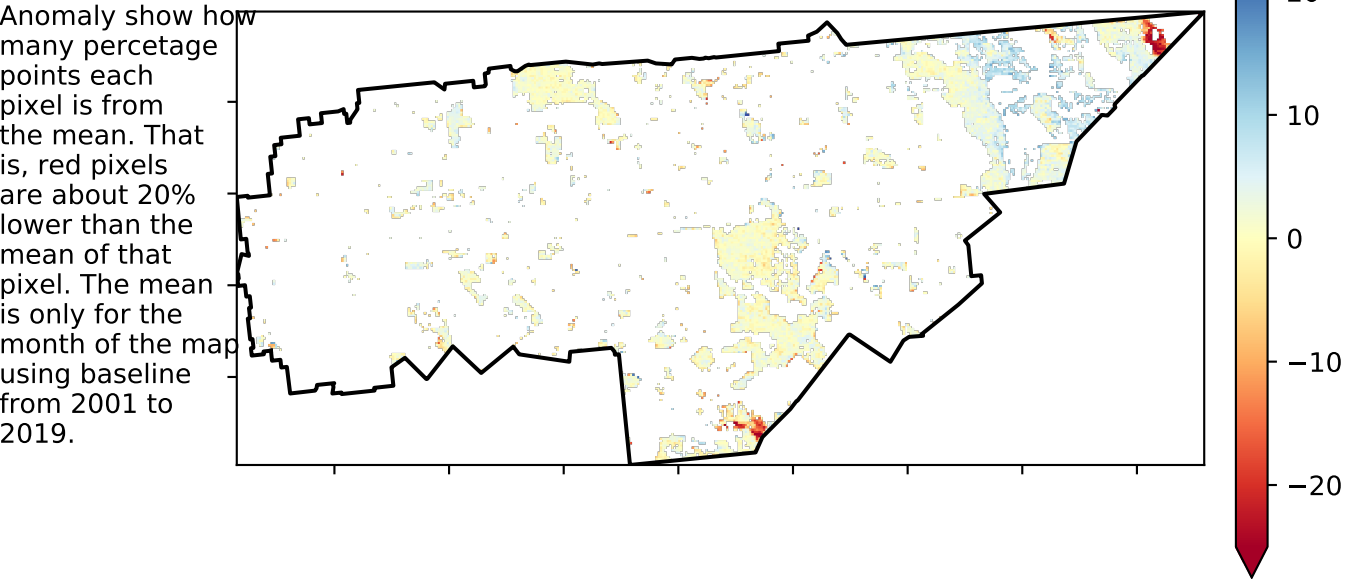 Anomaly show how
many percetage
points each
pixel is from
the mean. That
is, red pixels
are about 20%
lower than the
mean of that
pixel. The mean
is only for the
month of the map
using baseline
from 2001 to
2019.
10
0
−10
−20